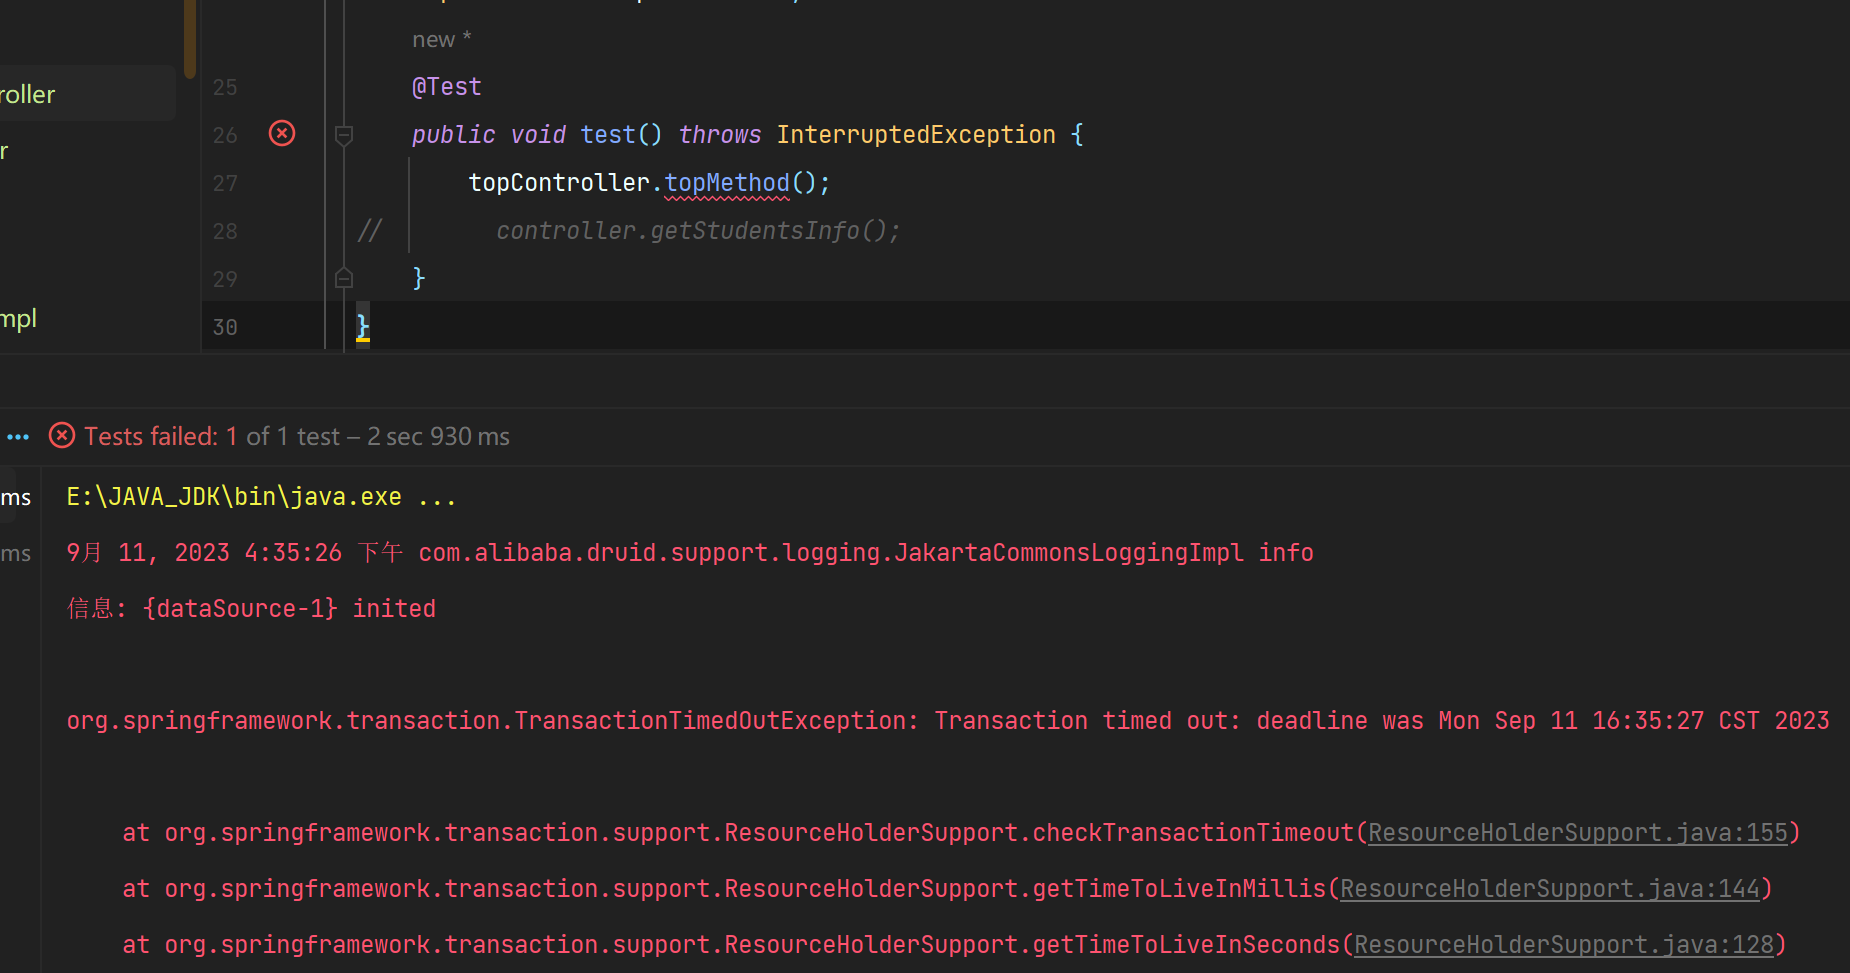 new *
roller
25 @Test
r
26 public void test() throws InterruptedException {
27 topController.topMethod();
28 // controller.getStudentsInfo();
29 }
mpl
30 }
Tests failed: 1 of 1 test – 2 sec 930 ms
ms E:\JAVA_JDK\bin\java.exe ...
ms 9月 11, 2023 4:35:26 下午 com.alibaba.druid.support.logging.JakartaCommonsLoggingImpl info
信息: {dataSource-1} inited
org.springframework.transaction.TransactionTimedOutException: Transaction timed out: deadline was Mon Sep 11 16:35:27 CST 2023
at org.springframework.transaction.support.ResourceHolderSupport.checkTransactionTimeout(ResourceHolderSupport.java:155)
at org.springframework.transaction.support.ResourceHolderSupport.getTimeToLiveInMillis(ResourceHolderSupport.java:144)
at org.springframework.transaction.support.ResourceHolderSupport.getTimeToLiveInSeconds(ResourceHolderSupport.java:128)